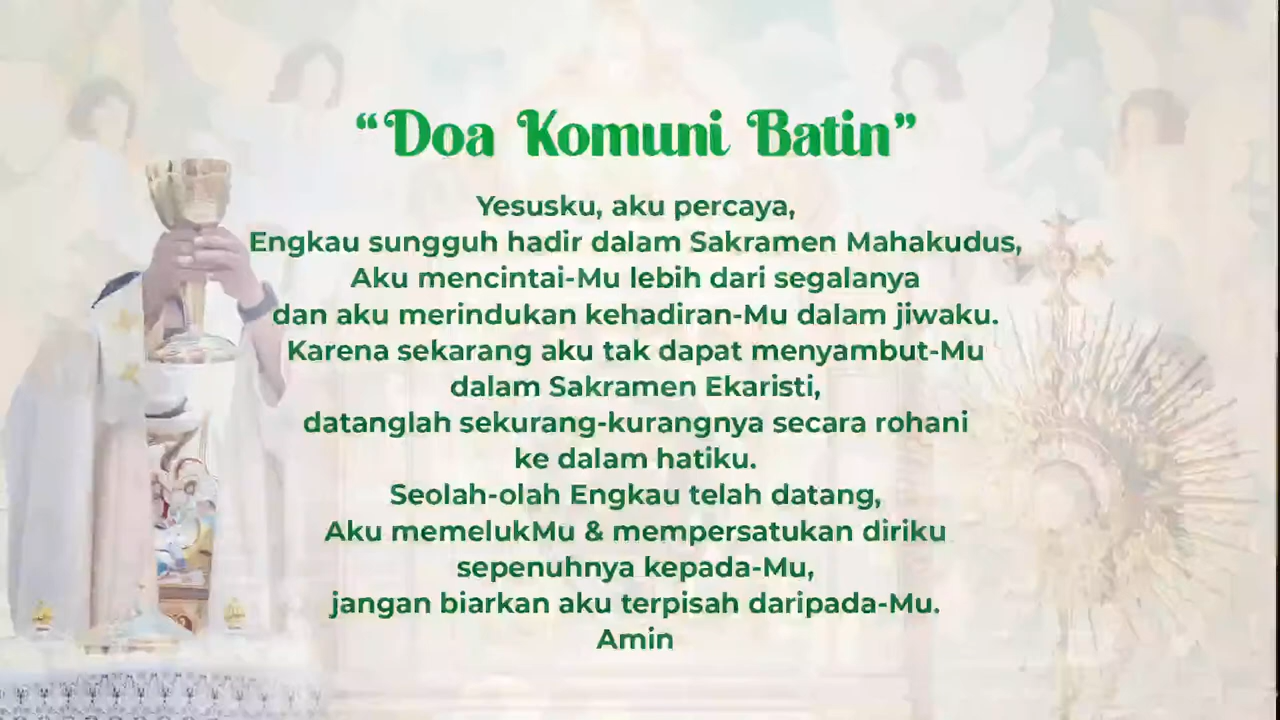 “Doa Komuni Batin”
Yesusku, aku percaya,
Engkau sungguh hadir dalam Sakramen Mahakudus,
Aku mencintai-Mu lebih dari segalanya
dan aku merindukan kehadiran-Mu dalam jiwaku.
Karena sekarang aku tak dapat menyambut-Mu
dalam Sakramen Ekaristi,
datanglah sekurang-kurangnya secara rohani
ke dalam hatiku.
Seolah-olah Engkau telah datang,
Aku memelukMu & mempersatukan diriku
sepenuhnya kepada-Mu,
jangan biarkan aku terpisah daripada-Mu.
Amin